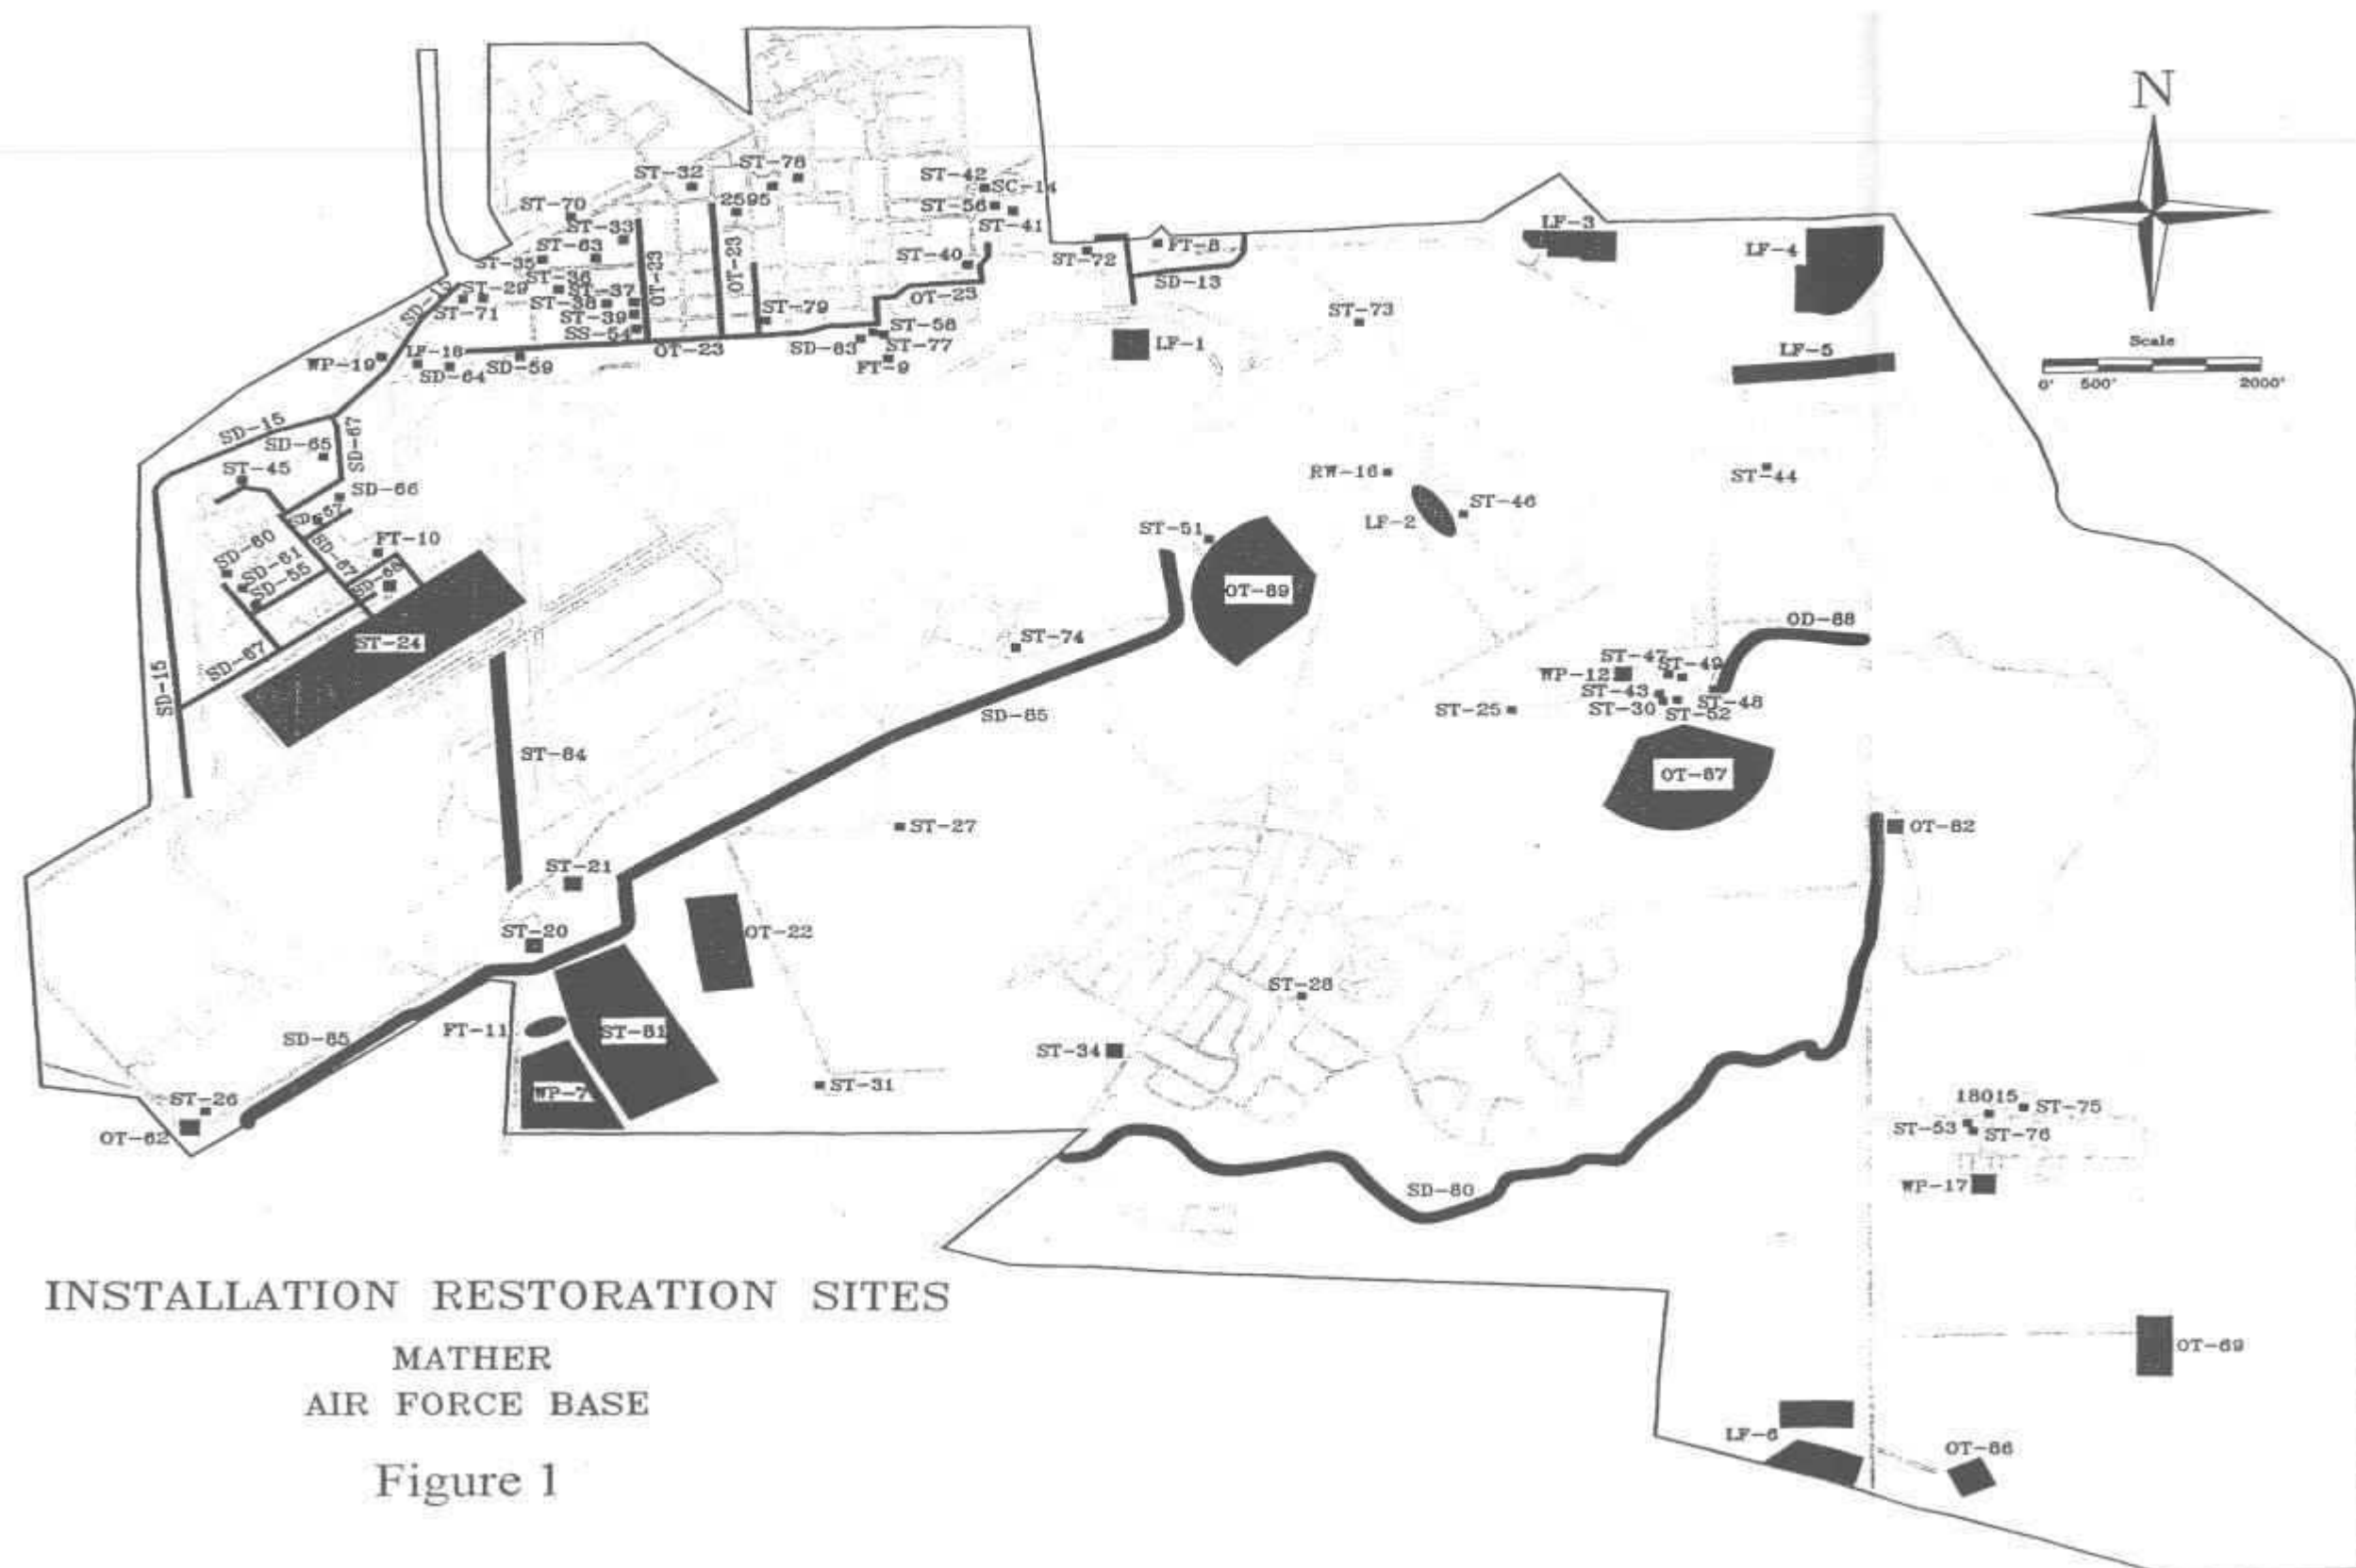 N
ST-32
ST-78
ST-42
SC-14
ST-70
2595
ST-56
ST-33
ST-41
ST-63
LF-3
FT-8
LF-4
ST-35
ST-40
ST-72
ST-36
OT-23
OT-23
SD-13
ST-29
ST-37
OT-23
SD-15
ST-38
ST-71
ST-79
ST-73
ST-39
ST-58
SS-54
Scale
SD-83
ST-77
LF-1
LF-5
WP-19
LF-18
OT-23
FT-9
SD-64
SD-59
0' 500' 2000'
SD-15
SD-67
SD-65
ST-45
RW-16
ST-44
SD-66
ST-46
LF-2
SD-57
ST-51
FT-10
SD-60
SD-61
SD-67
SD-55
SD-68
OT-89
OD-88
ST-74
ST-24
SD-67
ST-47
ST-49
WP-12
SD-15
ST-43
ST-48
ST-25
ST-30
ST-52
SD-85
ST-84
OT-87
ST-27
OT-82
ST-21
ST-20
OT-22
ST-28
FT-11
ST-81
SD-85
ST-34
ST-31
WP-7
ST-26
18015
ST-75
OT-62
ST-53
ST-76
WP-17
SD-80
INSTALLATION RESTORATION SITES
MATHER
AIR FORCE BASE
Figure 1
OT-69
LF-6
OT-86